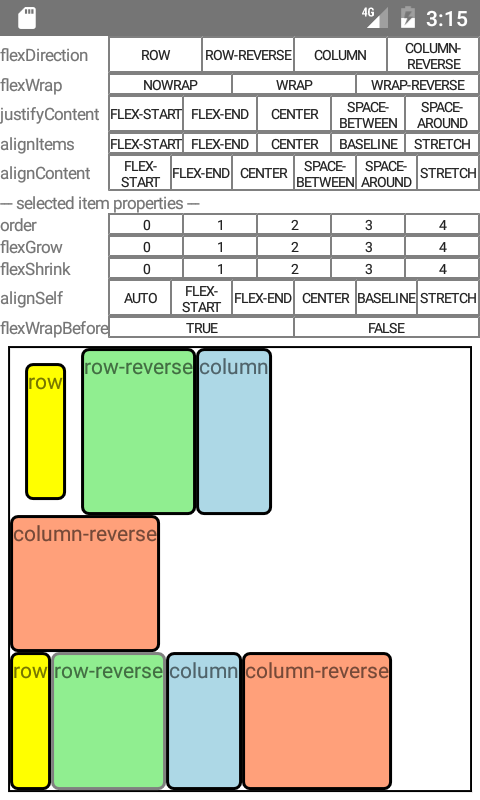 4G 3:15
flexDirection ROW ROW-REVERSE COLUMN COLUMN-REVERSE
flexWrap NOWRAP WRAP WRAP-REVERSE
justifyContent FLEX-START FLEX-END CENTER SPACE-BETWEEN SPACE-AROUND
alignItems FLEX-START FLEX-END CENTER BASELINE STRETCH
alignContent FLEX-START FLEX-END CENTER SPACE-BETWEEN SPACE-AROUND STRETCH
--- selected item properties ---
order 0 1 2 3 4
flexGrow 0 1 2 3 4
flexShrink 0 1 2 3 4
alignSelf AUTO FLEX-START FLEX-END CENTER BASELINE STRETCH
flexWrapBefore TRUE FALSE
row row-reverse column
column-reverse
row row-reverse column column-reverse